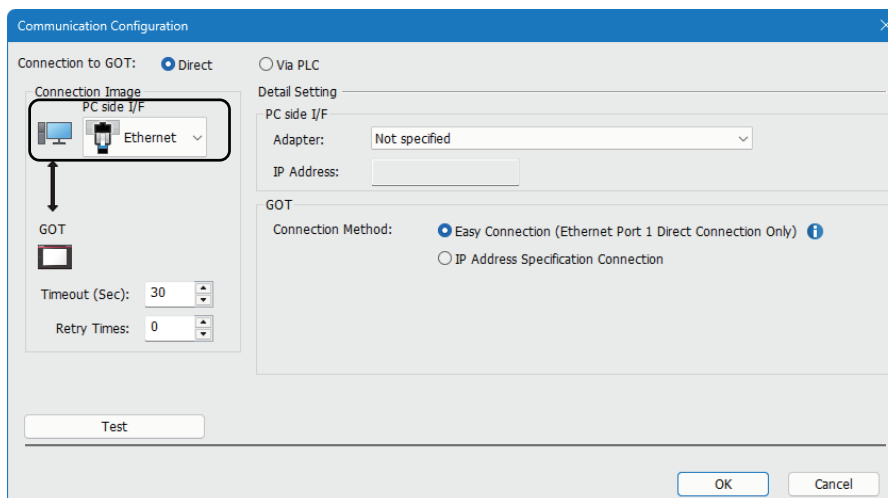 Communication Configuration
Connection to GOT: Direct Via PLC
Connection Image
PC side I/F
Ethernet
GOT
Timeout (Sec): 30
Retry Times: 0
Detail Setting
PC side I/F
Adapter: Not specified
IP Address:
GOT
Connection Method: Easy Connection (Ethernet Port 1 Direct Connection Only)
IP Address Specification Connection
Test
OK Cancel